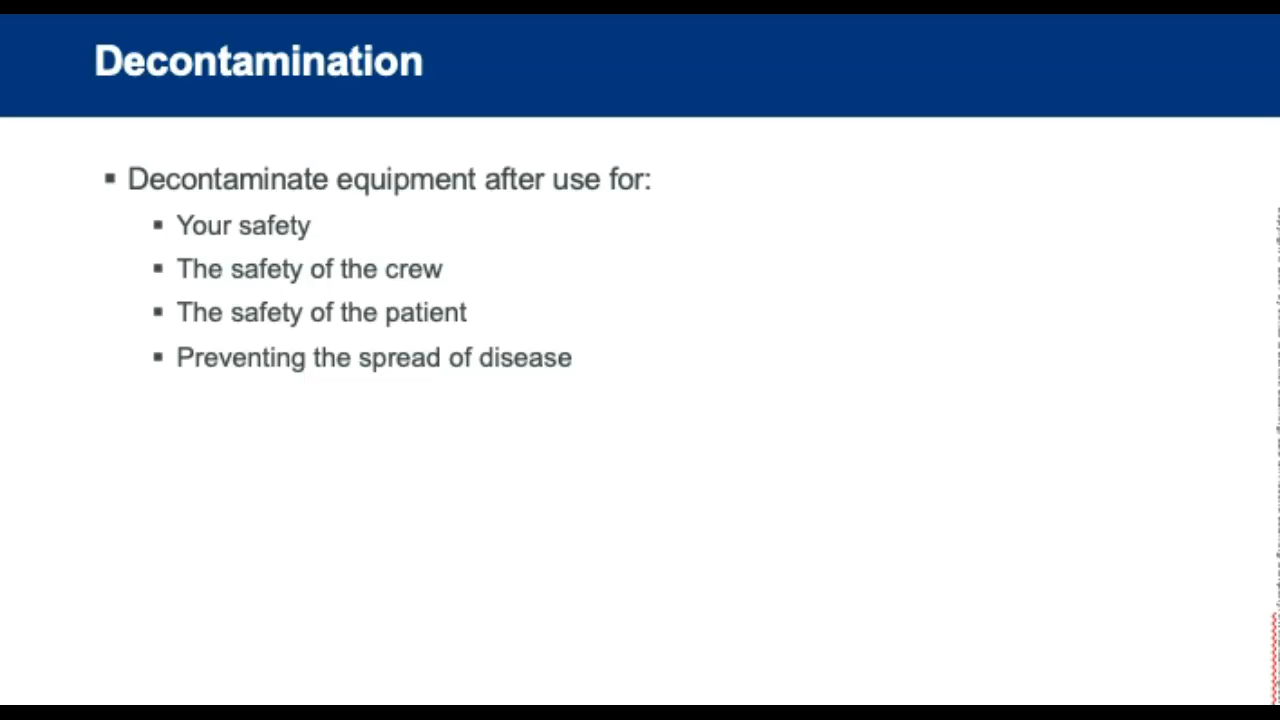 Decontamination
▪ Decontaminate equipment after use for:
▪ Your safety
▪ The safety of the crew
▪ The safety of the patient
▪ Preventing the spread of disease